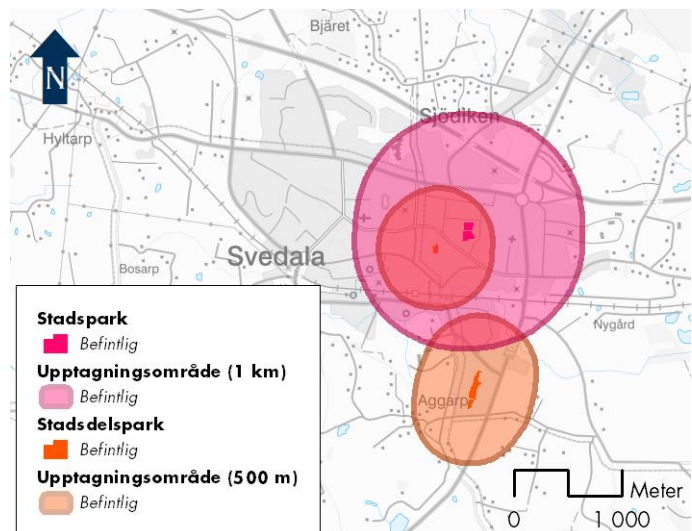 Bjäret
N
Sjödiken
Hyltarp
Svedala
Bosarp
Nygård
Aggarp
Stadspark
Befintlig
Upptagningsområde (1 km)
Befintlig
Stadsdelspark
Befintlig
Upptagningsområde (500 m)
Befintlig
Meter
0 1 000